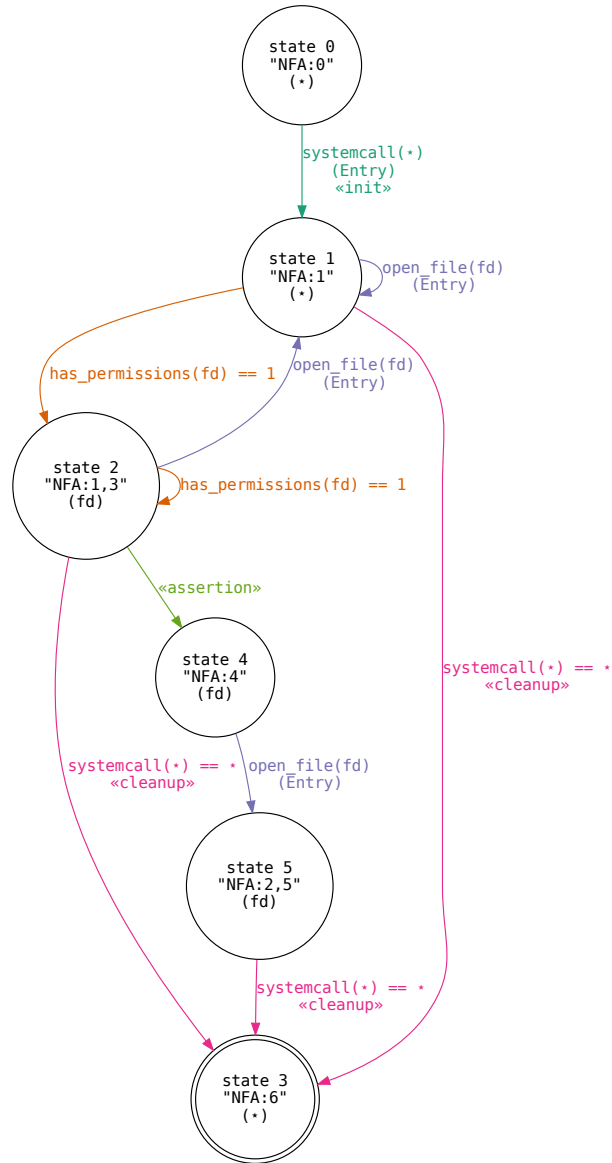 state 0
"NFA:0"
(⋆)
systemcall(⋆)
(Entry)
«init»
state 1
"NFA:1"
(⋆)
open_file(fd)
(Entry)
has_permissions(fd) == 1
open_file(fd)
(Entry)
state 2
"NFA:1,3"
(fd)
has_permissions(fd) == 1
«assertion»
state 4
"NFA:4"
(fd)
systemcall(⋆) == ⋆
«cleanup»
systemcall(⋆) == ⋆
«cleanup»
open_file(fd)
(Entry)
state 5
"NFA:2,5"
(fd)
systemcall(⋆) == ⋆
«cleanup»
state 3
"NFA:6"
(⋆)